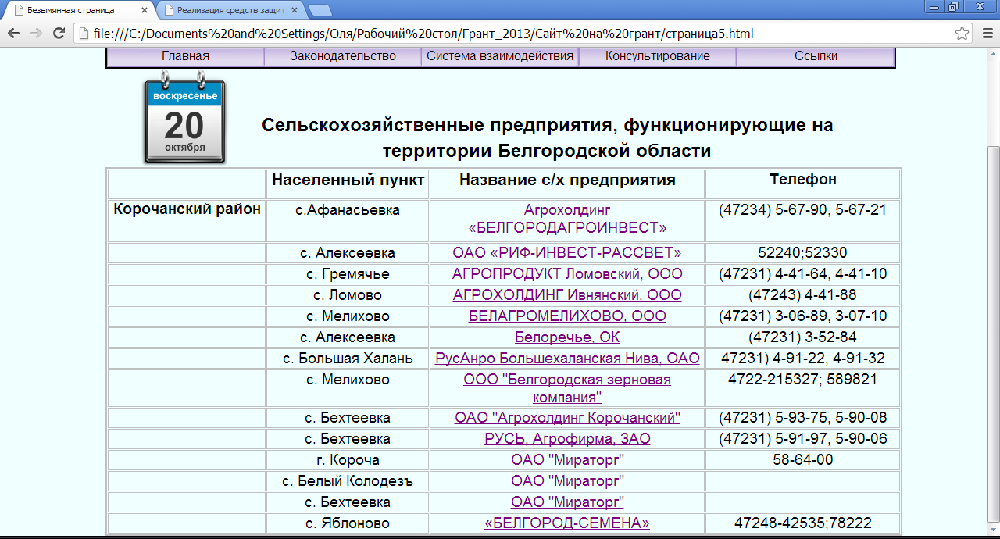 Безымянная страница
Реализация средств защит
file:///C:/Documents%20and%20Settings/Оля/Рабочий%20стол/Грант_2013/Сайт%20на%20грант/страница5.html
Главная Законодательство Система взаимодействия Консультирование Ссылки
воскресенье
20
октября
Сельскохозяйственные предприятия, функционирующие на
территории Белгородской области
Населенный пункт Название с/х предприятия Телефон
Корочанский район с.Афанасьевка Агрохолдинг (47234) 5-67-90, 5-67-21
«БЕЛГОРОДАГРОИНВЕСТ»
с. Алексеевка ОАО «РИФ-ИНВЕСТ-РАССВЕТ» 52240;52330
с. Гремячье АГРОПРОДУКТ Ломовский, ООО (47231) 4-41-64, 4-41-10
с. Ломово АГРОХОЛДИНГ Ивнянский, ООО (47243) 4-41-88
с. Мелихово БЕЛАГРОМЕЛИХОВО, ООО (47231) 3-06-89, 3-07-10
с. Алексеевка Белоречье, ОК (47231) 3-52-84
с. Большая Халань РусАнро Большехаланская Нива, ОАО 47231) 4-91-22, 4-91-32
с. Мелихово ООО "Белгородская зерновая 4722-215327; 589821
компания"
с. Бехтеевка ОАО "Агрохолдинг Корочанский" (47231) 5-93-75, 5-90-08
с. Бехтеевка РУСЬ, Агрофирма, ЗАО (47231) 5-91-97, 5-90-06
г. Короча ОАО "Мираторг" 58-64-00
с. Белый Колодезъ ОАО "Мираторг"
с. Бехтеевка ОАО "Мираторг"
с. Яблоново «БЕЛГОРОД-СЕМЕНА» 47248-42535;78222